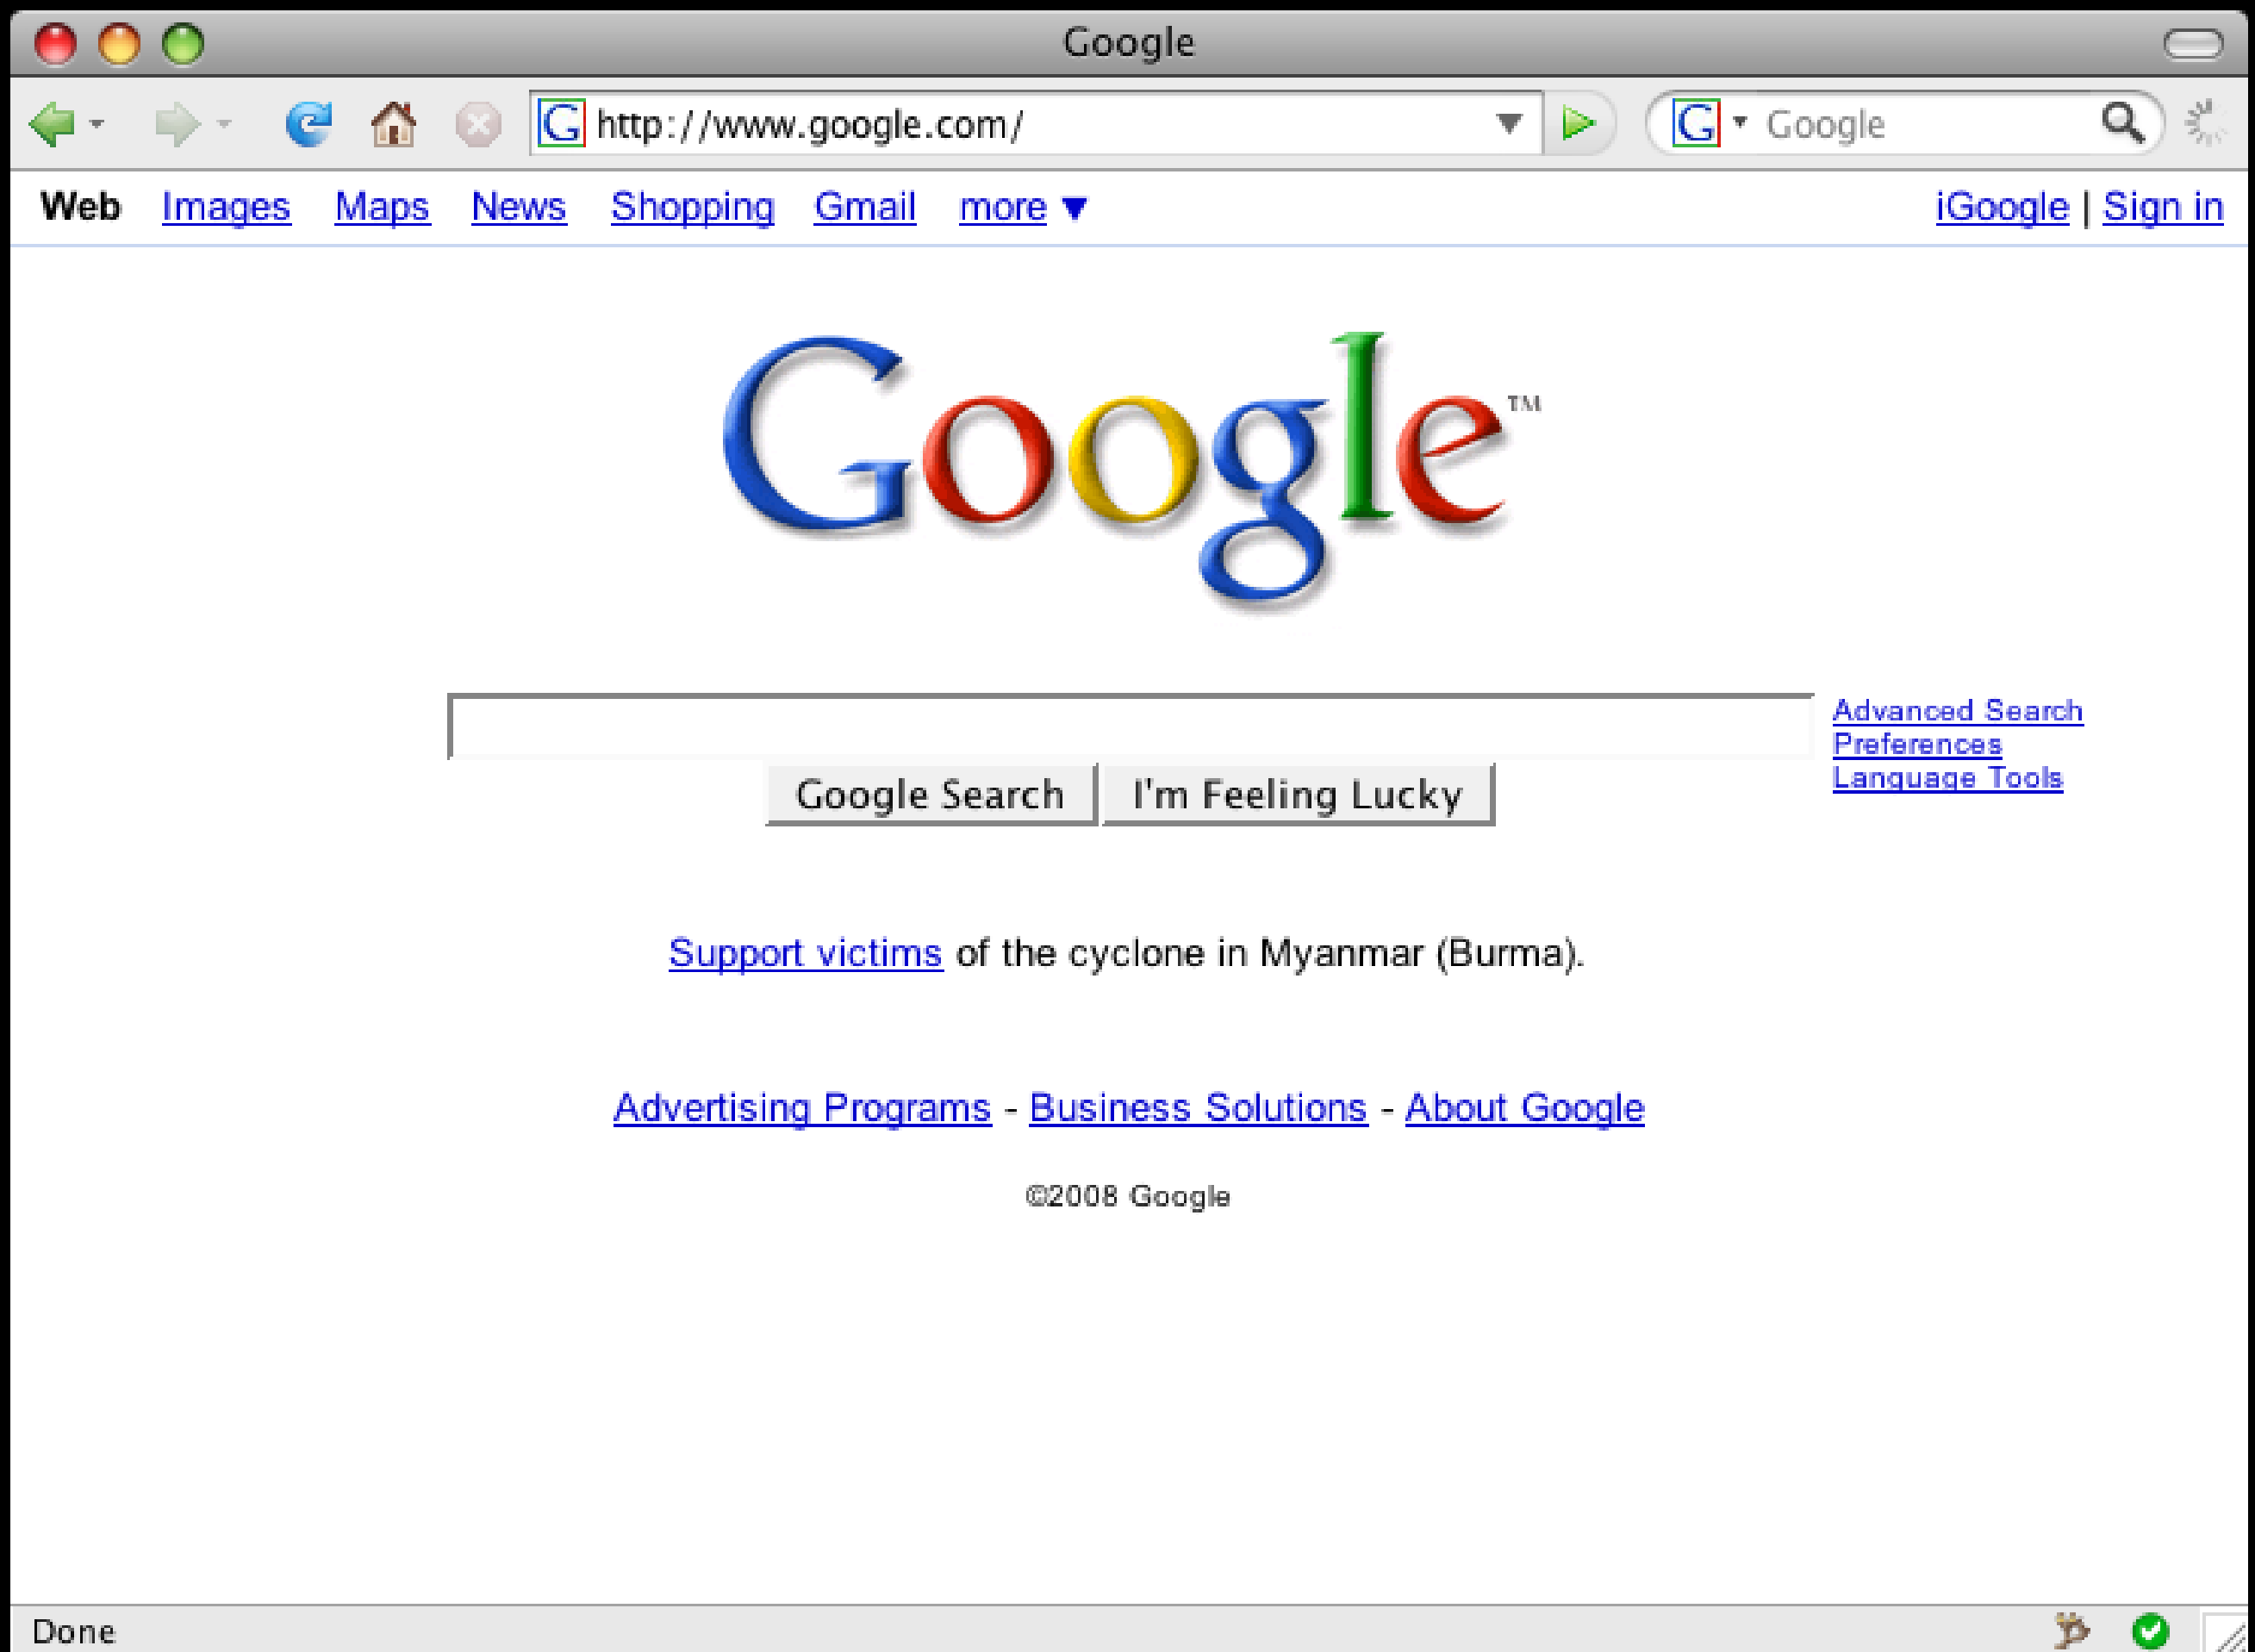 Google
http://www.google.com/ Google
Web Images Maps News Shopping Gmail more ▼ iGoogle | Sign in
Google™
Advanced Search
Preferences
Language Tools
Google Search I'm Feeling Lucky
Support victims of the cyclone in Myanmar (Burma).
Advertising Programs - Business Solutions - About Google
©2008 Google
Done